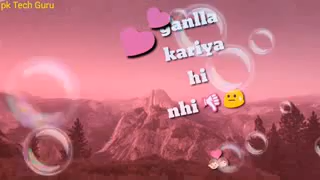 pk Tech Guru
ganlla
kariya
hi
nhi 👎😐